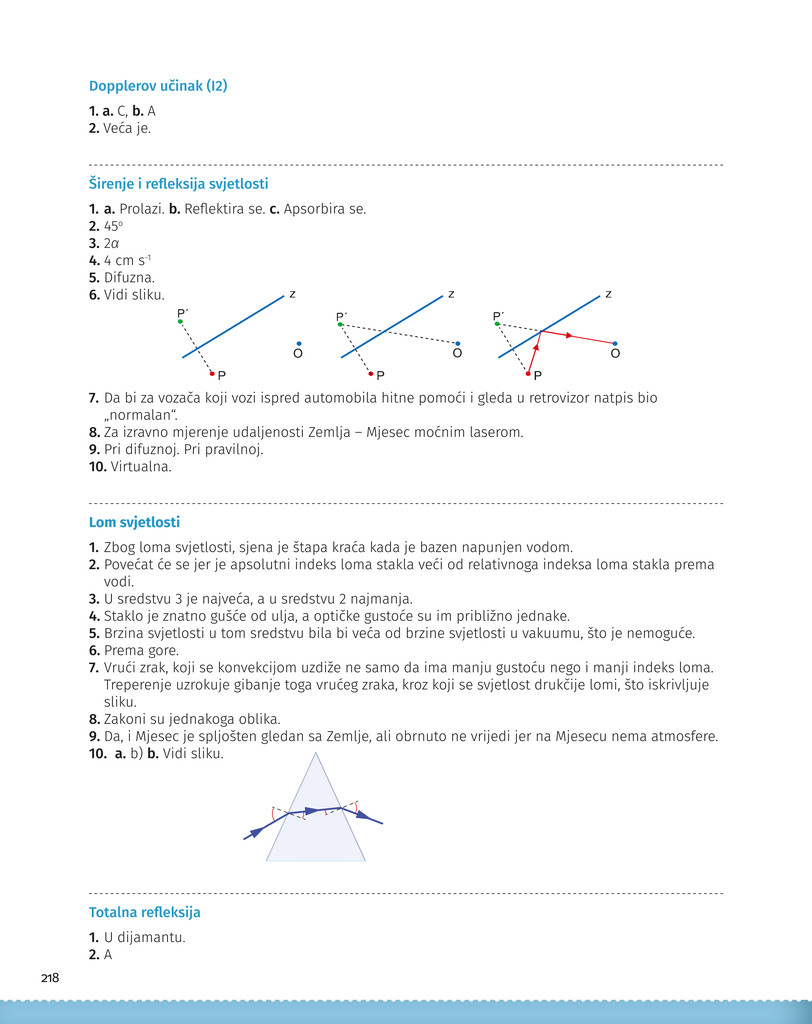 Dopplerov učinak (I2)
1. a. C, b. A
2. Veća je.
Širenje i refleksija svjetlosti
1. a. Prolazi. b. Reflektira se. c. Apsorbira se.
2. 45°
3. 2α
4. 4 cm s⁻¹
5. Difuzna.
6. Vidi sliku.
z
P´
O
P
z
P´
O
P
z
P´
O
P
7. Da bi za vozača koji vozi ispred automobila hitne pomoći i gleda u retrovizor natpis bio
„normalan“.
8. Za izravno mjerenje udaljenosti Zemlja – Mjesec moćnim laserom.
9. Pri difuznoj. Pri pravilnoj.
10. Virtualna.
Lom svjetlosti
1. Zbog loma svjetlosti, sjena je štapa kraća kada je bazen napunjen vodom.
2. Povećat će se jer je apsolutni indeks loma stakla veći od relativnoga indeksa loma stakla prema
vodi.
3. U sredstvu 3 je najveća, a u sredstvu 2 najmanja.
4. Staklo je znatno gušće od ulja, a optičke gustoće su im približno jednake.
5. Brzina svjetlosti u tom sredstvu bila bi veća od brzine svjetlosti u vakuumu, što je nemoguće.
6. Prema gore.
7. Vrući zrak, koji se konvekcijom uzdiže ne samo da ima manju gustoću nego i manji indeks loma.
Treperenje uzrokuje gibanje toga vrućeg zraka, kroz koji se svjetlost drukčije lomi, što iskrivljuje
sliku.
8. Zakoni su jednakoga oblika.
9. Da, i Mjesec je spljošten gledan sa Zemlje, ali obrnuto ne vrijedi jer na Mjesecu nema atmosfere.
10. a. b) b. Vidi sliku.
Totalna refleksija
1. U dijamantu.
2. A
218